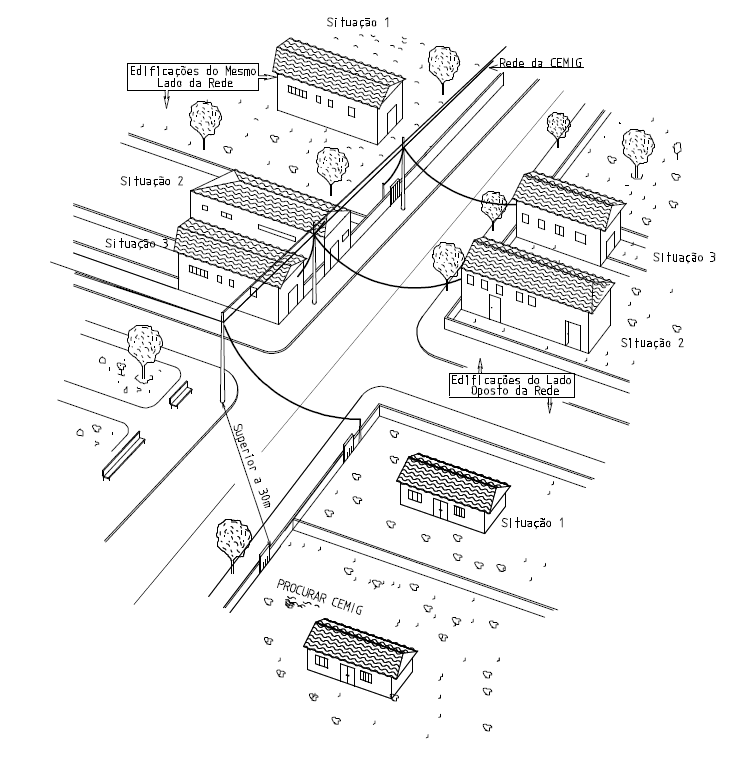 Situação 1
Rede da CEMIG
Edificações do Mesmo
Lado da Rede
Situação 2
Situação 3
Situação 3
Situação 2
Edificações do Lado
Oposto da Rede
Superior a 30m
Situação 1
PROCURAR CEMIG